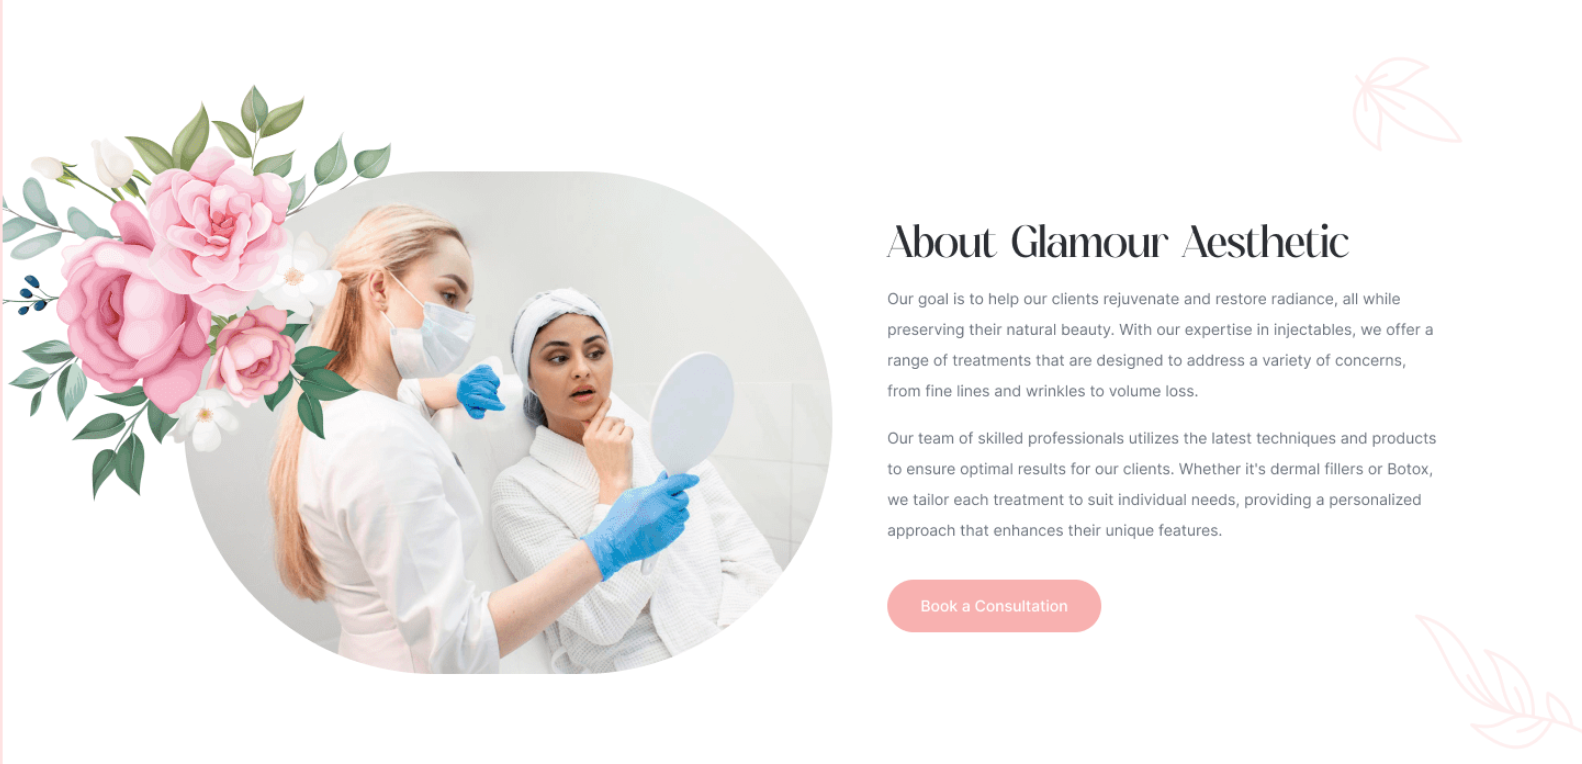 About Glamour Aesthetic
Our goal is to help our clients rejuvenate and restore radiance, all while
preserving their natural beauty. With our expertise in injectables, we offer a
range of treatments that are designed to address a variety of concerns,
from fine lines and wrinkles to volume loss.
Our team of skilled professionals utilizes the latest techniques and products
to ensure optimal results for our clients. Whether it's dermal fillers or Botox,
we tailor each treatment to suit individual needs, providing a personalized
approach that enhances their unique features.
Book a Consultation